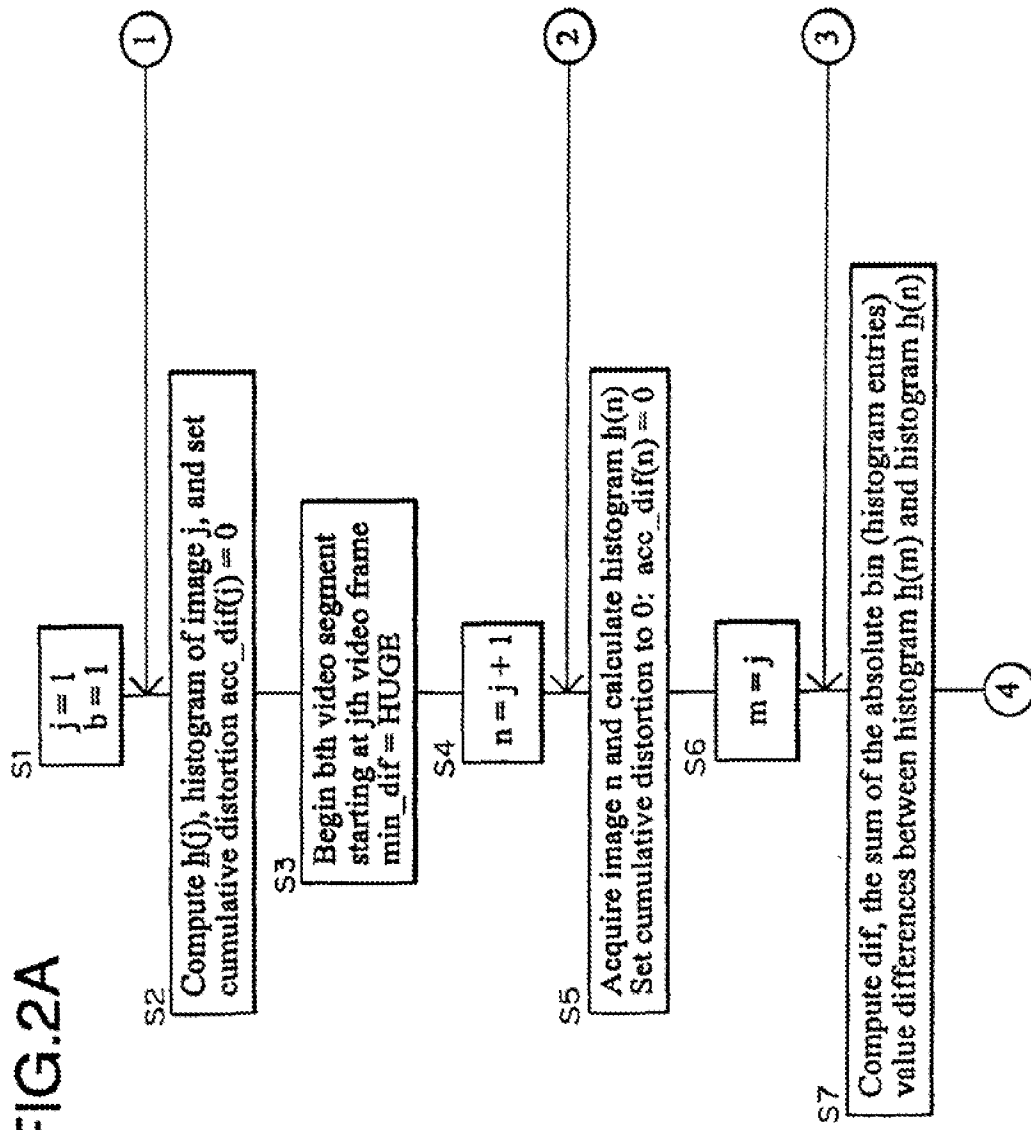 FIG.2A
S1
j = 1
b = 1
1
S2
Compute h(j), histogram of image j, and set
cumulative distortion acc_dif(j) = 0
S3
Begin bth video segment
starting at jth video frame
min_dif = HUGE
S4
n = j + 1
2
S5
Acquire image n and calculate histogram h(n)
Set cumulative distortion to 0: acc_dif(n) = 0
S6
m = j
3
S7
Compute dif, the sum of the absolute bin (histogram entries)
value differences between histogram h(m) and histogram h(n)
4